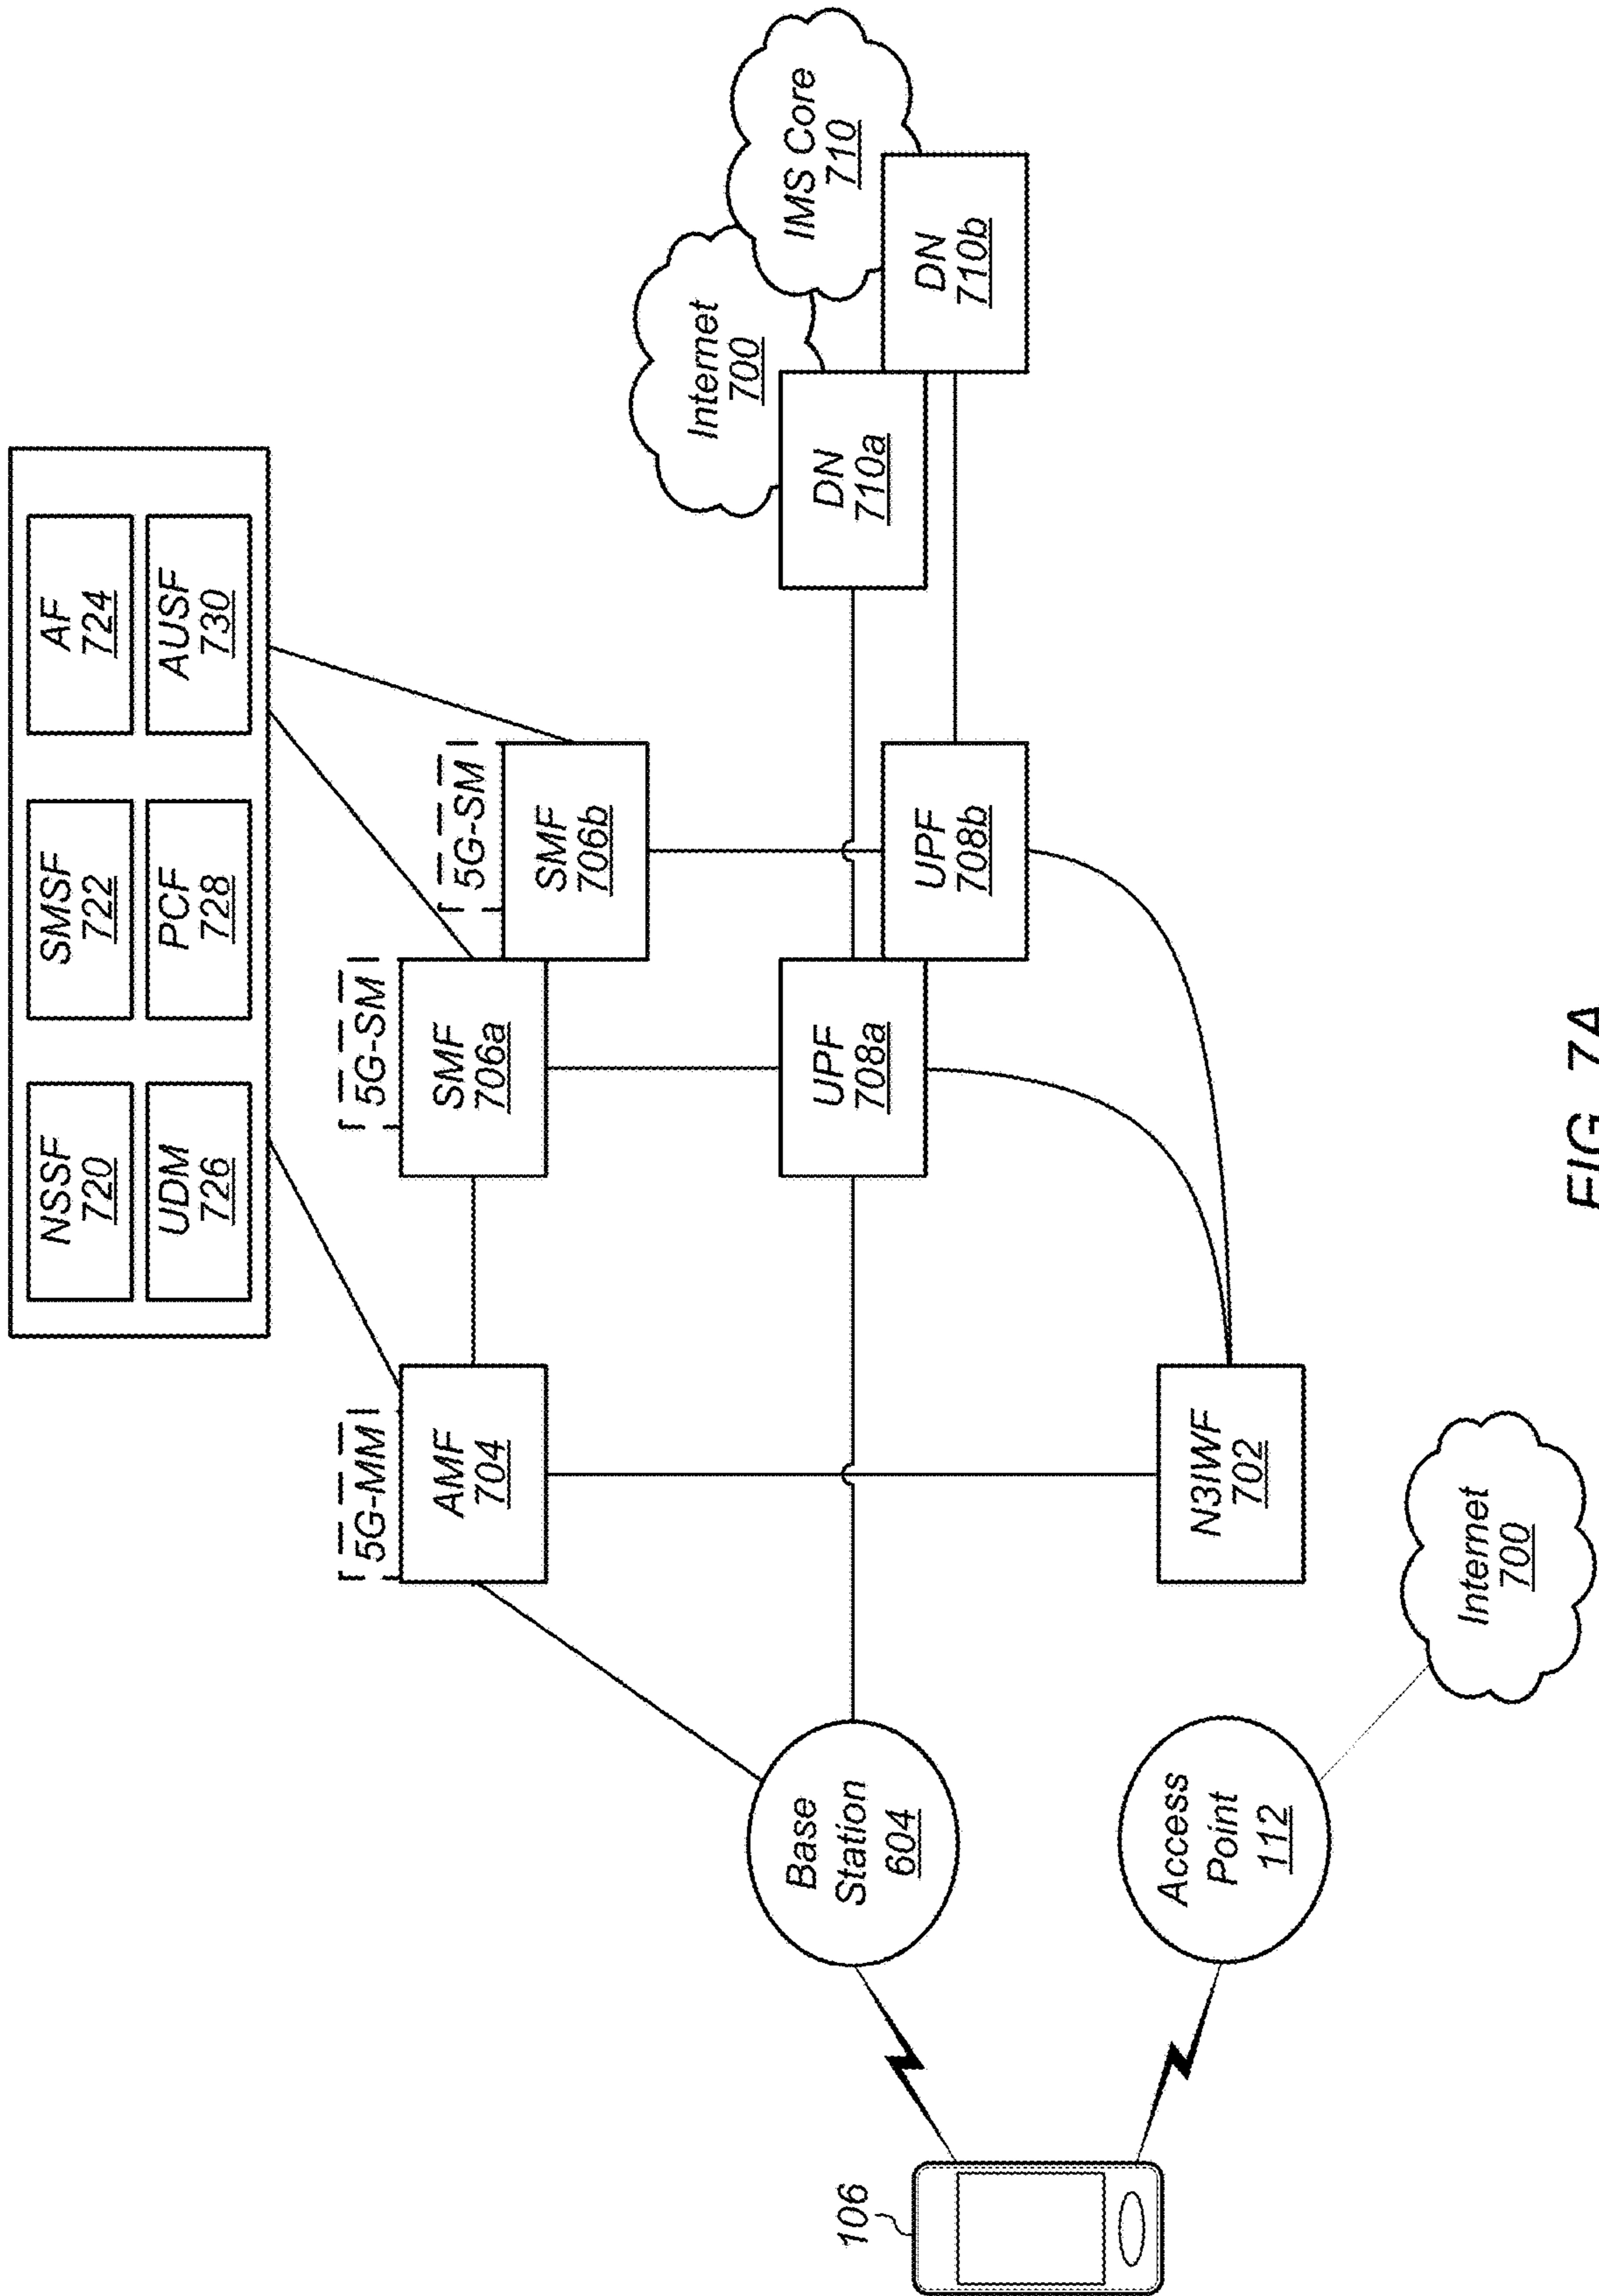 NSSF
720
SMSF
722
AF
724
UDM
726
PCF
728
AUSF
730
5G-MM
AMF
704
5G-SM
SMF
706a
5G-SM
SMF
706b
Internet
700
IMS Core
710
106
Base
Station
604
UPF
708a
UPF
708b
DN
710a
DN
710b
Access
Point
112
N3IWF
702
Internet
700
FIG. 7A